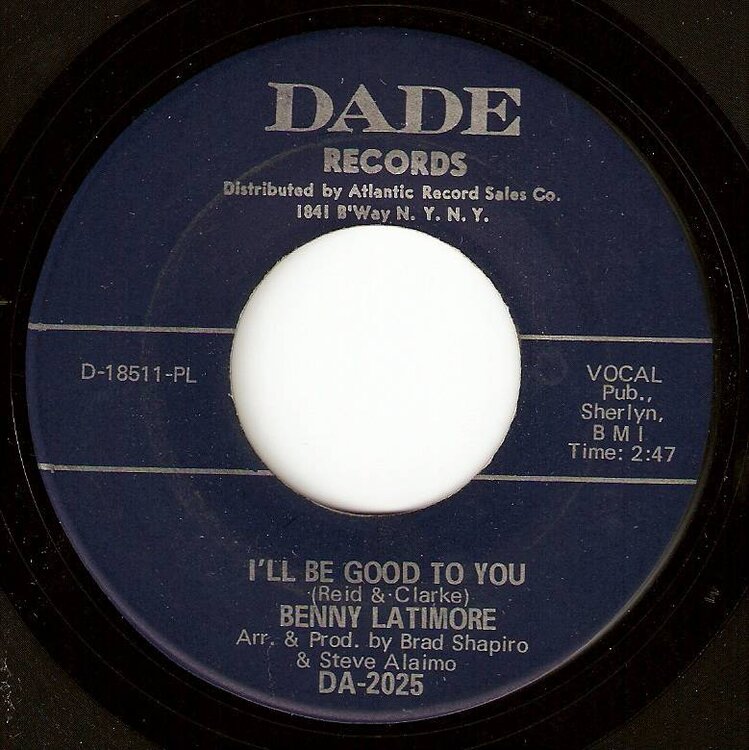 DADE
RECORDS
Distributed by Atlantic Record Sales Co.
1841 B'Way N. Y. N. Y.
D-18511-PL
VOCAL
Pub.,
Sherlyn,
B M I
Time: 2:47
I'LL BE GOOD TO YOU
(Reid & Clarke)
BENNY LATIMORE
Arr. & Prod. by Brad Shapiro
& Steve Alaimo
DA-2025